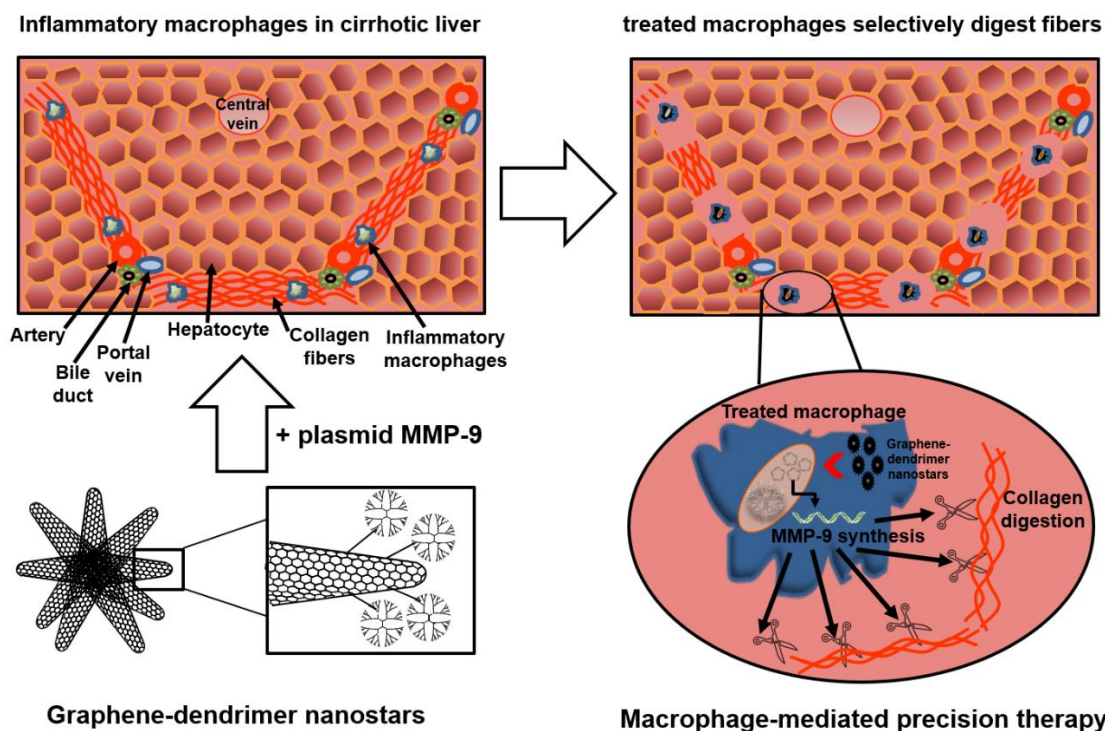 Inflammatory macrophages in cirrhotic liver
treated macrophages selectively digest fibers
Central
vein
Artery
Bile
duct
Portal
vein
Hepatocyte
Collagen
fibers
Inflammatory
macrophages
+ plasmid MMP-9
Treated macrophage
Graphene-
dendrimer
nanostars
Collagen
digestion
MMP-9 synthesis
Graphene-dendrimer nanostars
Macrophage-mediated precision therapy